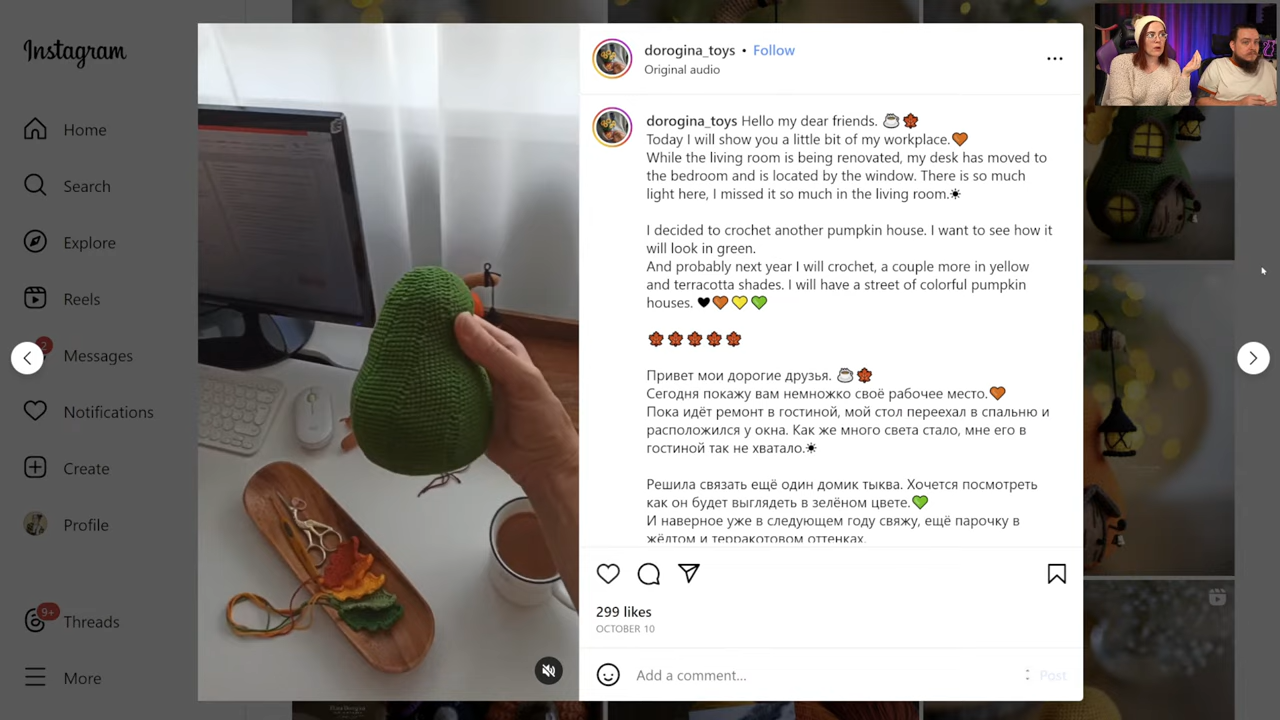 Instagram
Home
Search
Explore
Reels
2
Messages
Notifications
Create
Profile
9+
Threads
More
dorogina_toys • Follow
Original audio
dorogina_toys Hello my dear friends. ☕🍁
Today I will show you a little bit of my workplace.🧡
While the living room is being renovated, my desk has moved to
the bedroom and is located by the window. There is so much
light here, I missed it so much in the living room.☀
I decided to crochet another pumpkin house. I want to see how it
will look in green.
And probably next year I will crochet, a couple more in yellow
and terracotta shades. I will have a street of colorful pumpkin
houses. 🖤🧡💛💚
🍁🍁🍁🍁🍁
Привет мои дорогие друзья. ☕🍁
Сегодня покажу вам немножко своё рабочее место.🧡
Пока идёт ремонт в гостиной, мой стол переехал в спальню и
расположился у окна. Как же много света стало, мне его в
гостиной так не хватало.☀
Решила связать ещё один домик тыква. Хочется посмотреть
как он будет выглядеть в зелёном цвете.💚
И наверное уже в следующем году свяжу, ещё парочку в
жёлтом и терракотовом оттенках.
299 likes
OCTOBER 10
Add a comment...
Post